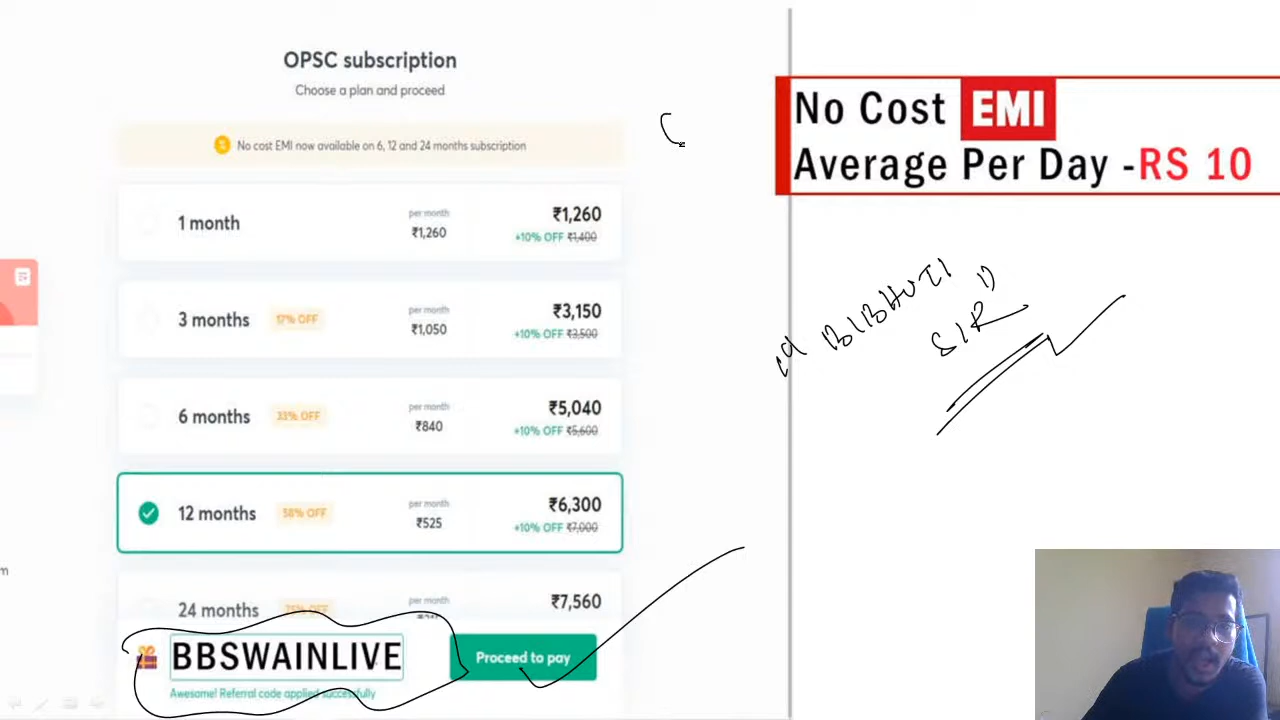 OPSC subscription
Choose a plan and proceed
No cost EMI now available on 6, 12 and 24 months subscription
1 month
per month
₹1,260
₹1,260
+10% OFF ₹1,400
3 months 17% OFF
per month
₹1,050
₹3,150
+10% OFF ₹3,500
6 months 33% OFF
per month
₹840
₹5,040
+10% OFF ₹5,600
12 months 58% OFF
per month
₹525
₹6,300
+10% OFF ₹7,000
24 months 75% OFF
per month
₹7,560
BBSWAINLIVE
Awesome! Referral code applied successfully
Proceed to pay
No Cost EMI
Average Per Day -RS 10
BIBHUTI
SIR